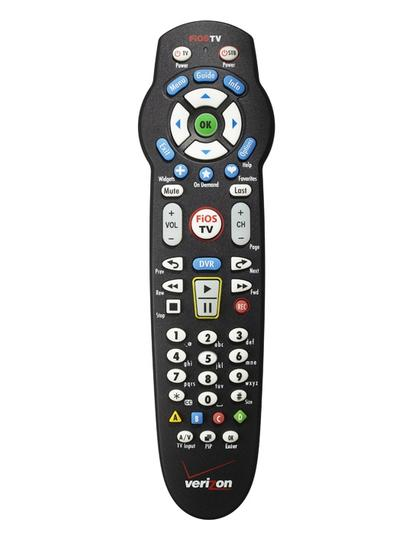 FiOS TV
TV STB
Power Power
Menu Guide Info
OK
Exit Options
Widgets On Demand Favorites Help
Mute Last
+ FiOS +
VOL TV CH
- -
Page
Prev DVR Next
Rew Fwd
Stop REC
1 .,@ 2 abc 3 def
4 ghi 5 jkl 6 mno
7 pqrs 8 tuv 9 wxyz
* CC 0 # Size
A B C D
A/V PiP OK
TV Input PiP Enter
verizon